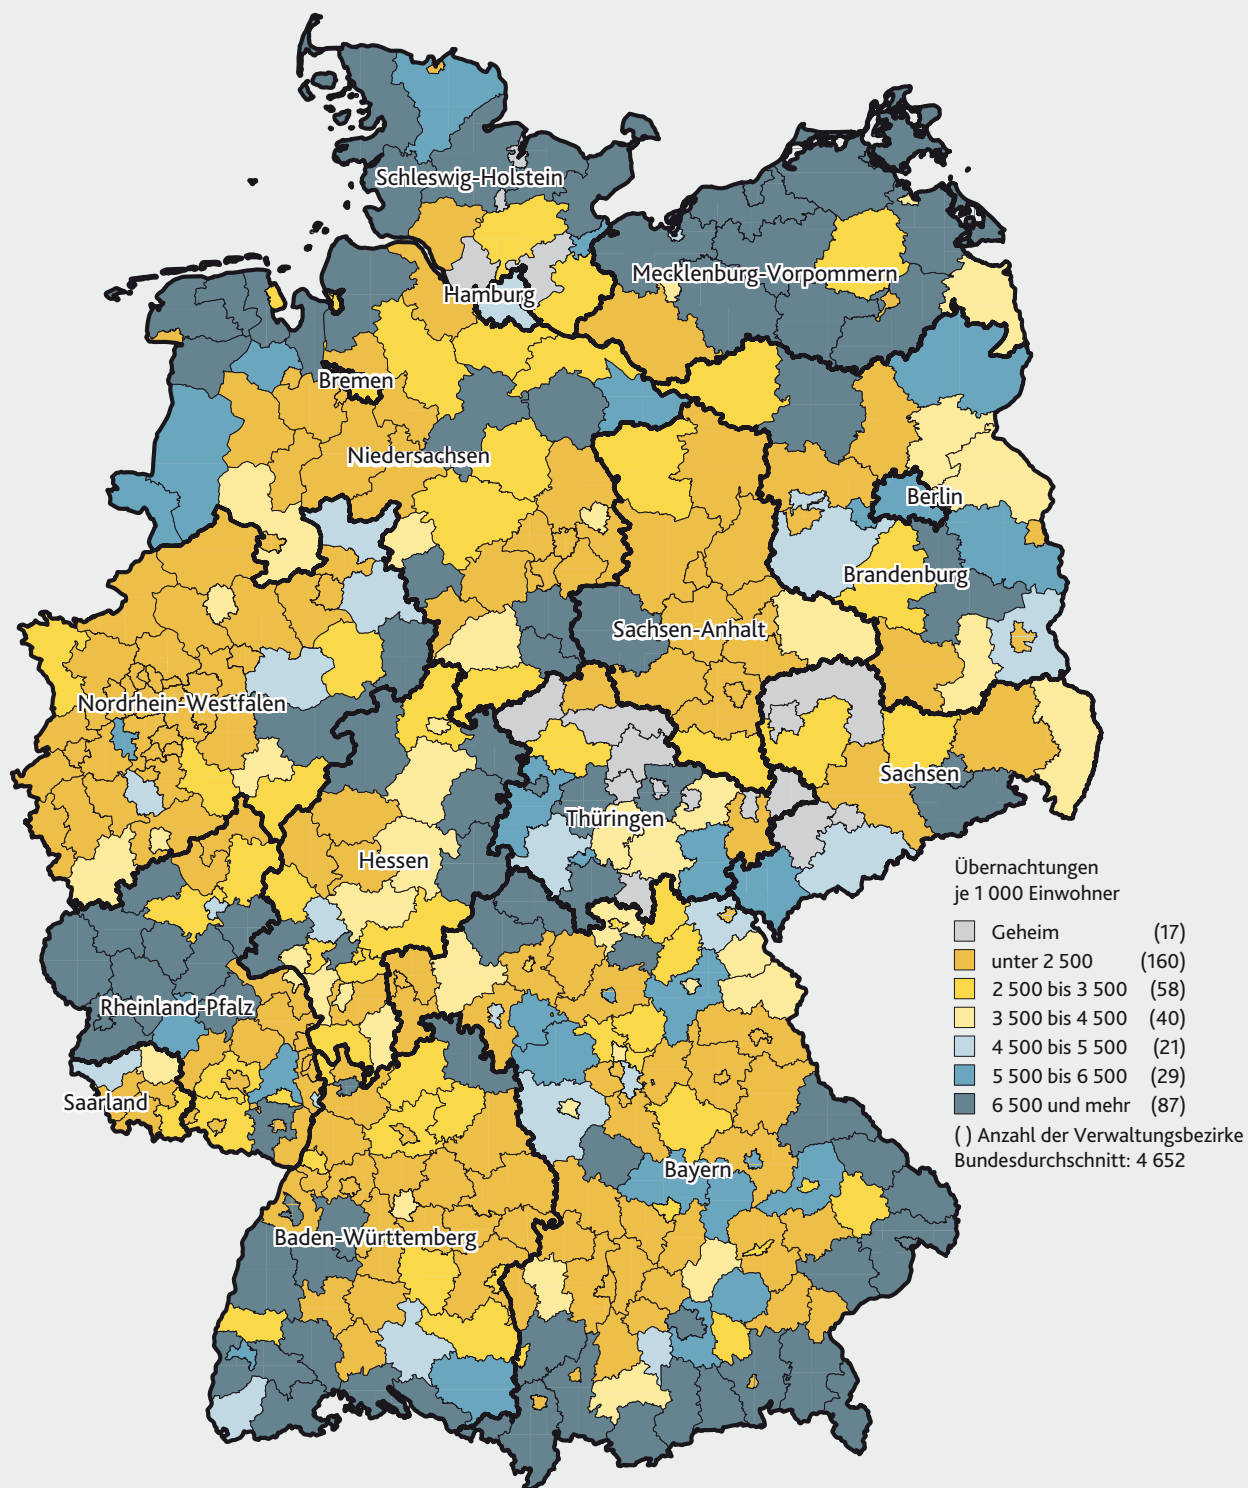 Schleswig-Holstein
Mecklenburg-Vorpommern
Hamburg
Bremen
Niedersachsen
Berlin
Brandenburg
Sachsen-Anhalt
Nordrhein-Westfalen
Sachsen
Thüringen
Hessen
Rheinland-Pfalz
Saarland
Bayern
Baden-Württemberg
Übernachtungen
je 1 000 Einwohner
Geheim (17)
unter 2 500 (160)
2 500 bis 3 500 (58)
3 500 bis 4 500 (40)
4 500 bis 5 500 (21)
5 500 bis 6 500 (29)
6 500 und mehr (87)
( ) Anzahl der Verwaltungsbezirke
Bundesdurchschnitt: 4 652